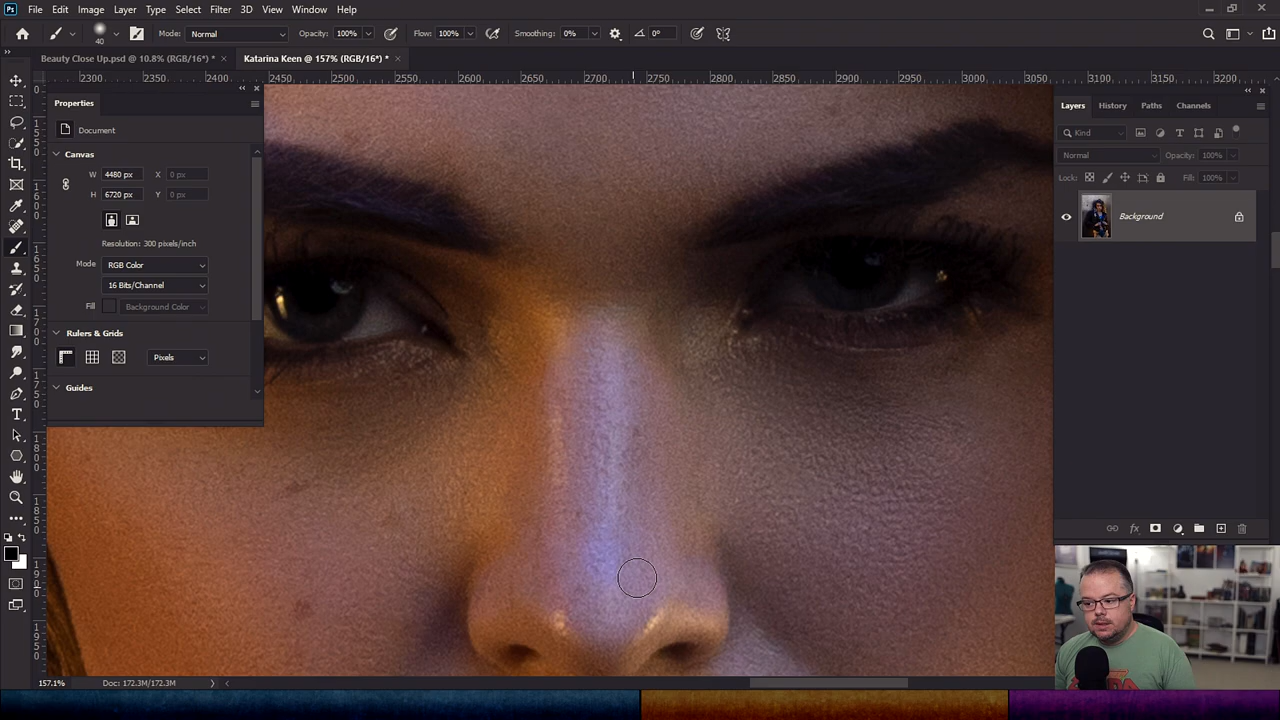 Ps File Edit Image Layer Type Select Filter 3D View Window Help
40 Mode: Normal Opacity: 100% Flow: 100% Smoothing: 0% 0°
Beauty Close Up.psd @ 10.8% (RGB/16*) * × Katarina Keen @ 157% (RGB/16*) * ×
2300 2350 2400 2450 2500 2550 2600 2650 2700 2750 2800 2850 2900 2950 3000 3050 3100 3150 3200
Properties
Document
Canvas
W 4480 px X 0 px
H 6720 px Y 0 px
Resolution: 300 pixels/inch
Mode RGB Color
16 Bits/Channel
Fill Background Color
Rulers & Grids
Pixels
Guides
Layers History Paths Channels
Kind
Normal Opacity: 100%
Lock: Fill: 100%
Background
fx
157.1% Doc: 172.3M/172.3M